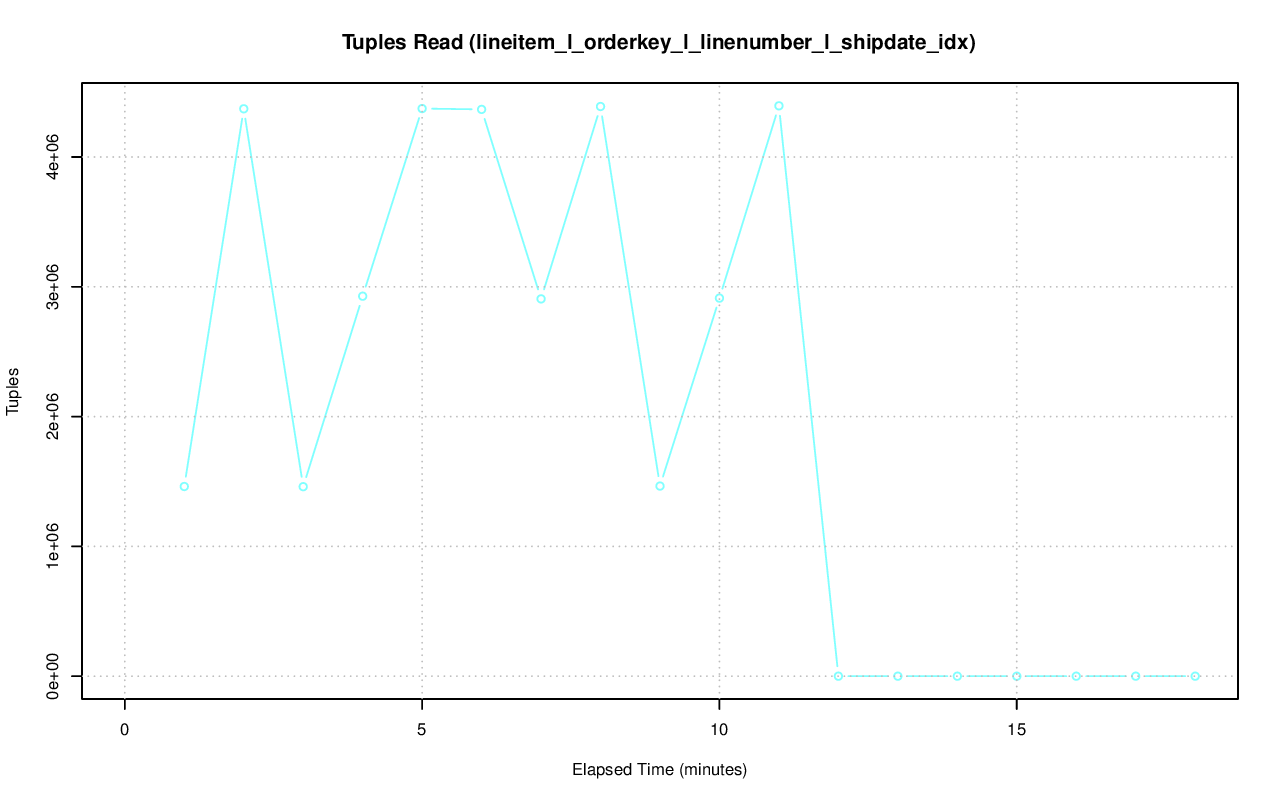 Tuples Read (lineitem_l_orderkey_l_linenumber_l_shipdate_idx)
4e+06
3e+06
2e+06
1e+06
0e+00
Tuples
0 5 10 15
Elapsed Time (minutes)